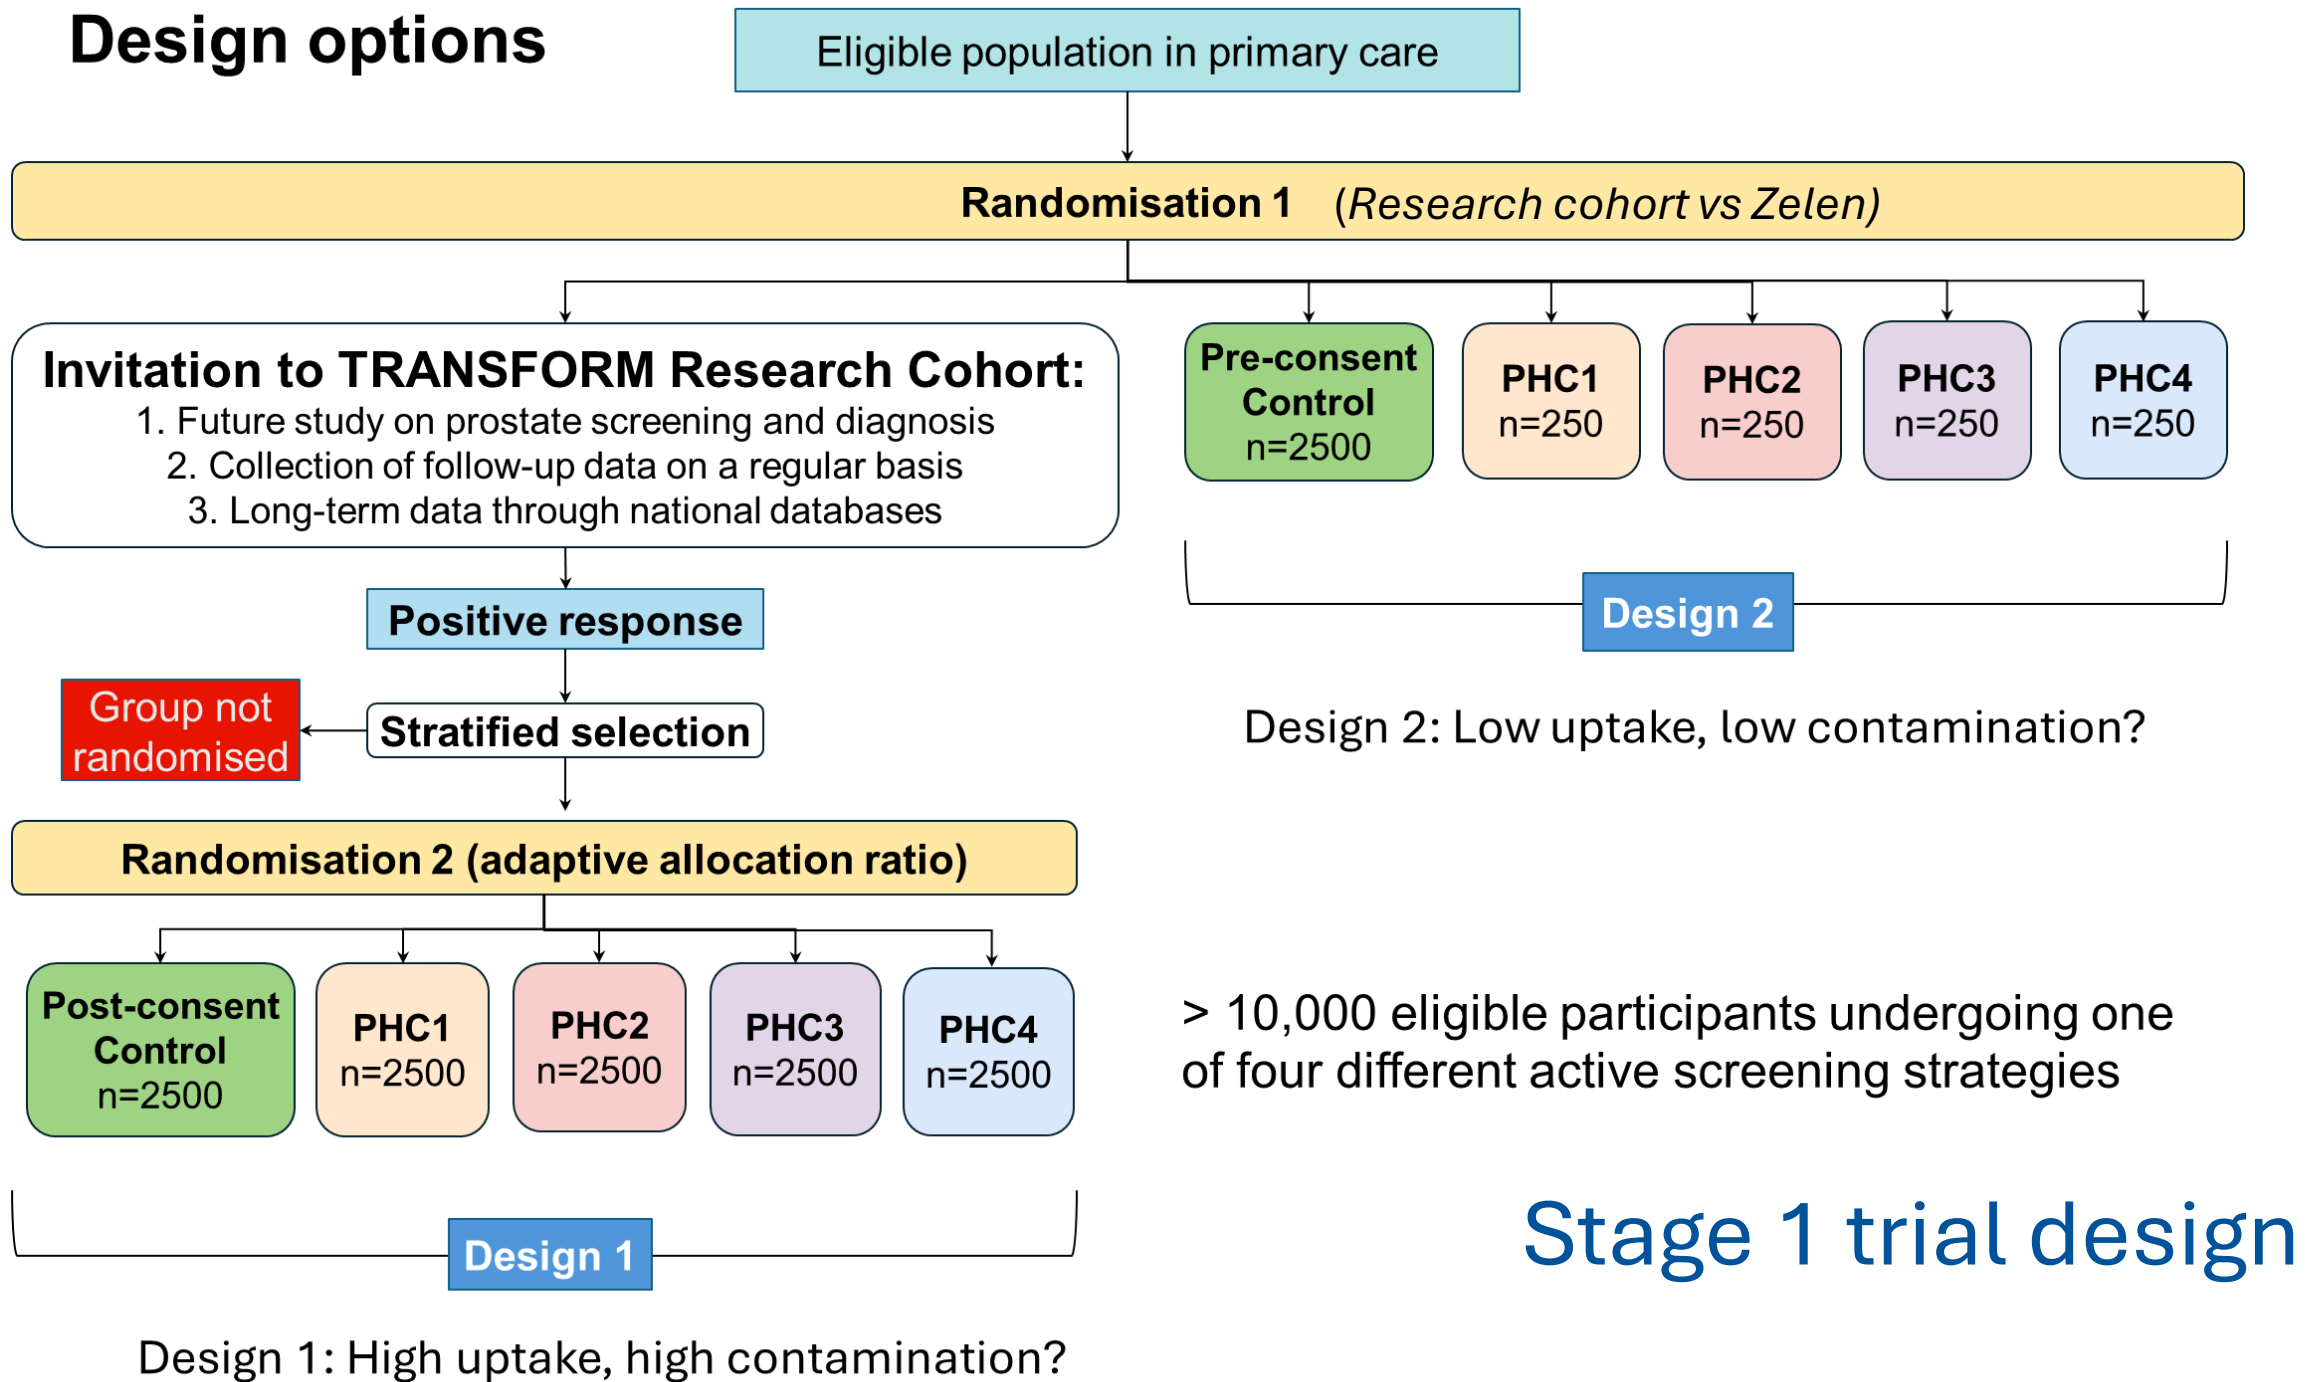 Design options
Eligible population in primary care
Randomisation 1 (Research cohort vs Zelen)
Invitation to TRANSFORM Research Cohort:
1. Future study on prostate screening and diagnosis
2. Collection of follow-up data on a regular basis
3. Long-term data through national databases
Pre-consent
Control
n=2500
PHC1
n=250
PHC2
n=250
PHC3
n=250
PHC4
n=250
Design 2
Design 2: Low uptake, low contamination?
Positive response
Stratified selection
Group not
randomised
Randomisation 2 (adaptive allocation ratio)
Post-consent
Control
n=2500
PHC1
n=2500
PHC2
n=2500
PHC3
n=2500
PHC4
n=2500
Design 1
Design 1: High uptake, high contamination?
> 10,000 eligible participants undergoing one
of four different active screening strategies
Stage 1 trial design